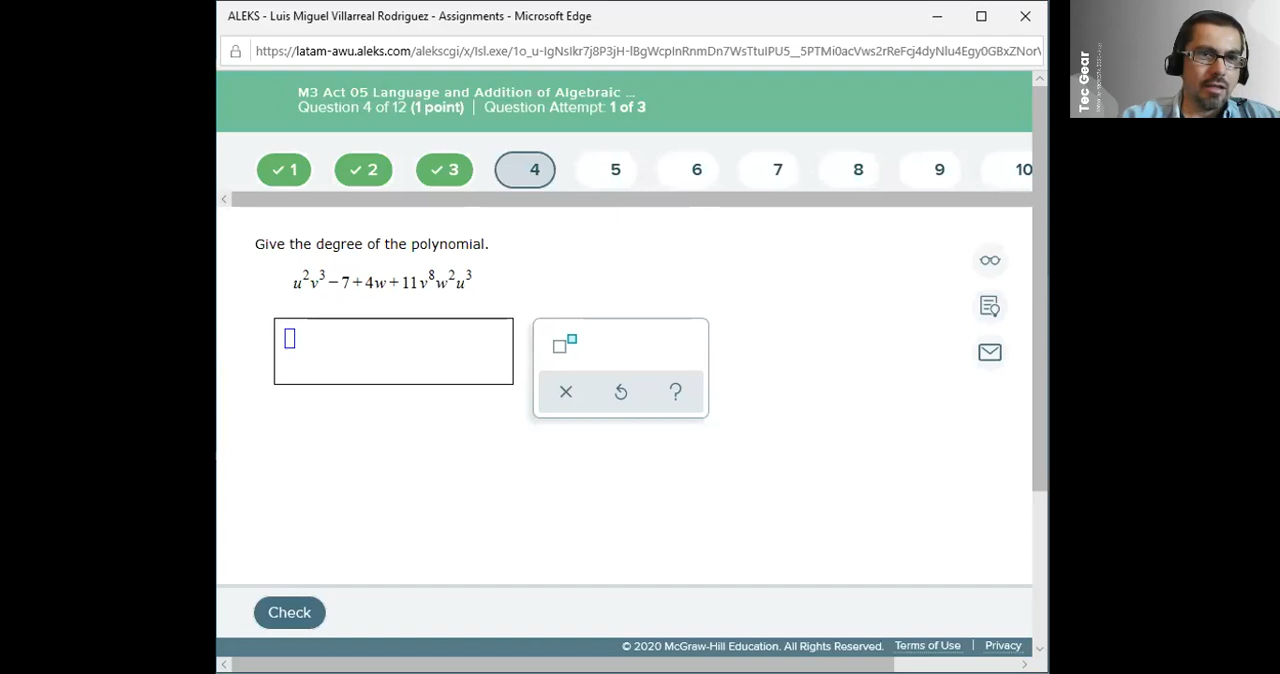 ALEKS - Luis Miguel Villarreal Rodriguez - Assignments - Microsoft Edge
M3 Act 05 Language and Addition of Algebraic ...
Question 4 of 12 (1 point) | Question Attempt: 1 of 3
✓ 1 ✓ 2 ✓ 3 4 5 6 7 8 9 10
Give the degree of the polynomial.
u²v³ − 7 + 4w + 11v⁸w²u³
?
Check
© 2020 McGraw-Hill Education. All Rights Reserved. Terms of Use | Privacy
Tec Gear